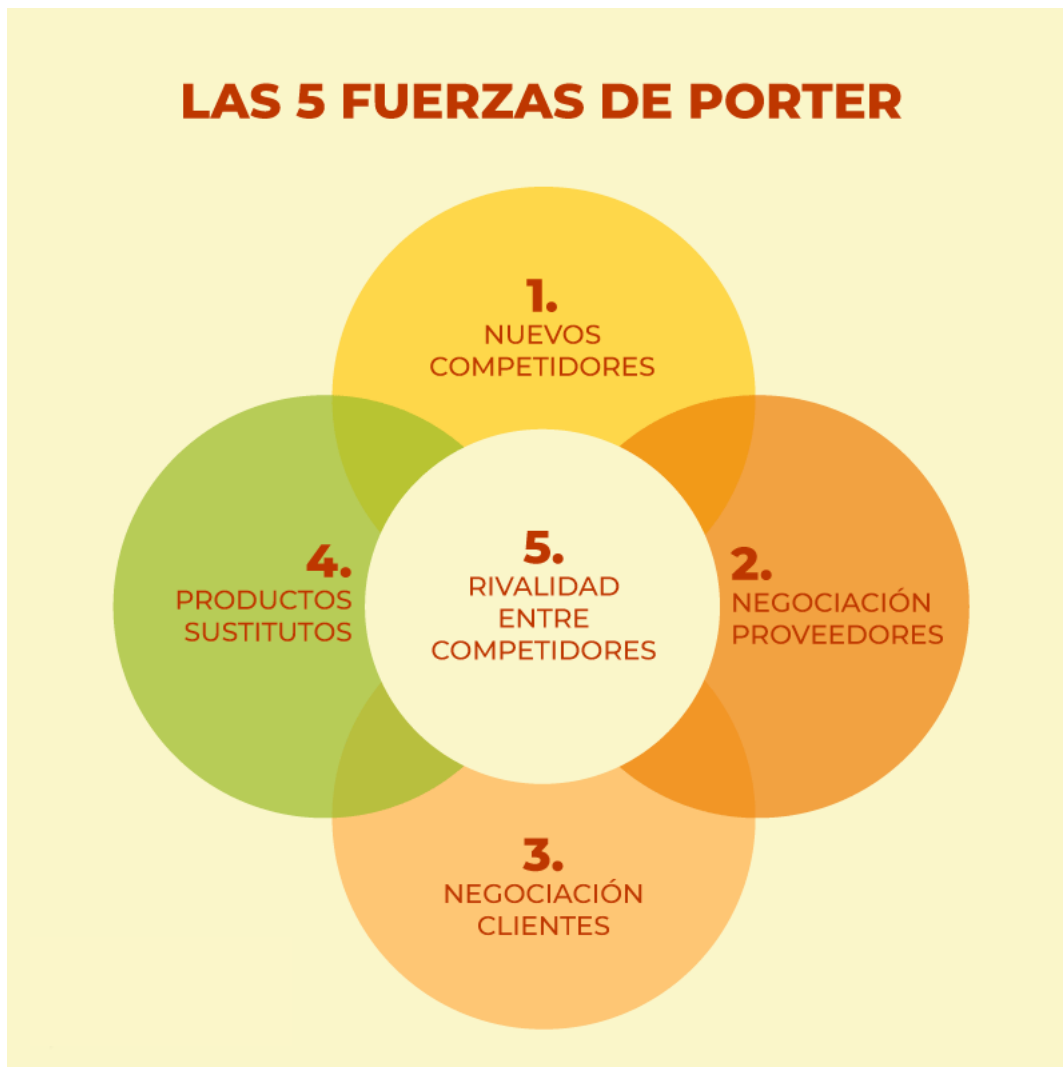 LAS 5 FUERZAS DE PORTER
1.
NUEVOS
COMPETIDORES
2.
NEGOCIACIÓN
PROVEEDORES
3.
NEGOCIACIÓN
CLIENTES
4.
PRODUCTOS
SUSTITUTOS
5.
RIVALIDAD
ENTRE
COMPETIDORES